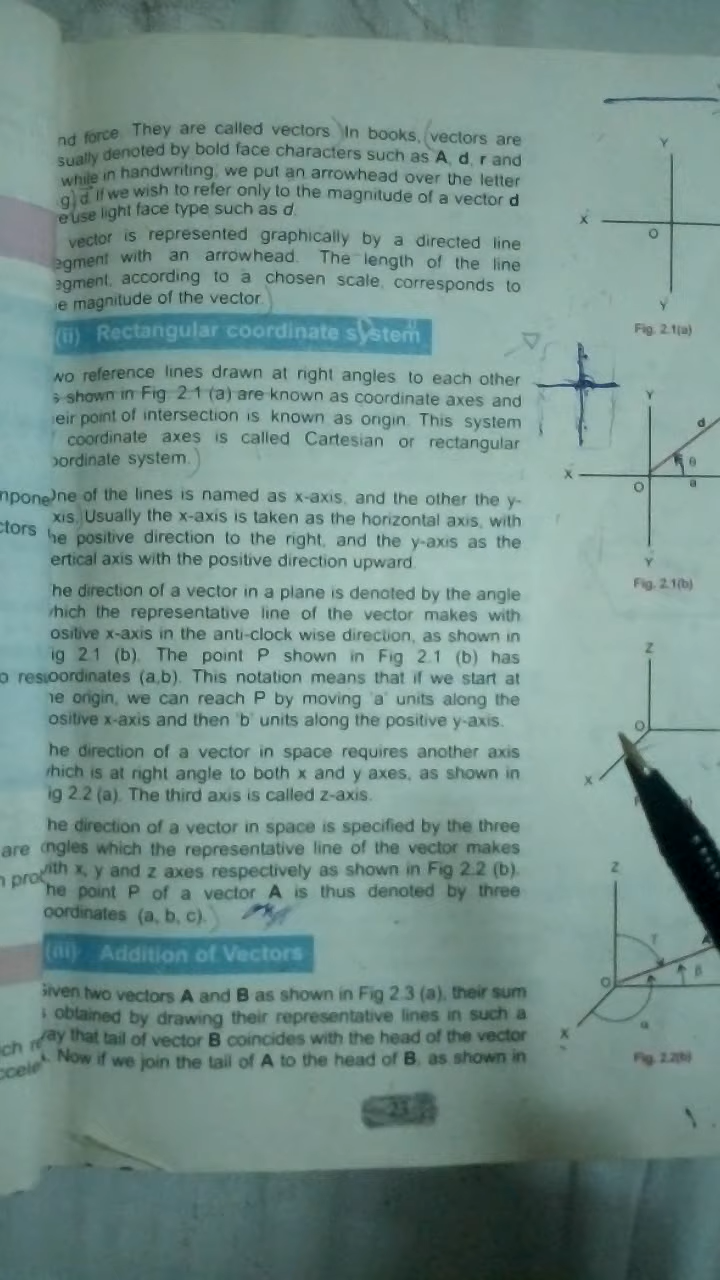 nd force. They are called vectors. In books, vectors are
sually denoted by bold face characters such as A, d, r and
while in handwriting, we put an arrowhead over the letter
g d. If we wish to refer only to the magnitude of a vector d
e use light face type such as d.
vector is represented graphically by a directed line
egment with an arrowhead. The length of the line
egment, according to a chosen scale, corresponds to
e magnitude of the vector.
(ii) Rectangular coordinate system
wo reference lines drawn at right angles to each other
s shown in Fig. 2.1 (a) are known as coordinate axes and
eir point of intersection is known as origin. This system
coordinate axes is called Cartesian or rectangular
oordinate system.
One of the lines is named as x-axis, and the other the y-
xis. Usually the x-axis is taken as the horizontal axis, with
he positive direction to the right, and the y-axis as the
ertical axis with the positive direction upward.
he direction of a vector in a plane is denoted by the angle
hich the representative line of the vector makes with
ositive x-axis in the anti-clock wise direction, as shown in
ig 2.1 (b). The point P shown in Fig 2.1 (b) has
oordinates (a,b). This notation means that if we start at
he origin, we can reach P by moving 'a' units along the
ositive x-axis and then 'b' units along the positive y-axis.
he direction of a vector in space requires another axis
hich is at right angle to both x and y axes, as shown in
ig 2.2 (a). The third axis is called z-axis.
he direction of a vector in space is specified by the three
ngles which the representative line of the vector makes
ith x, y and z axes respectively as shown in Fig 2.2 (b).
he point P of a vector A is thus denoted by three
oordinates (a, b, c).
(iii) Addition of Vectors
Given two vectors A and B as shown in Fig 2.3 (a), their sum
s obtained by drawing their representative lines in such a
way that tail of vector B coincides with the head of the vector
A. Now if we join the tail of A to the head of B, as shown in
23
npone
ctors
o res
are
n pro
ch r
ccele
Y
X
O
Y
Fig. 2.1(a)
Y
d
θ
X
O
a
Y
Fig. 2.1(b)
Z
O
X
Z
γ
A
β
O
α
X
Fig. 2.2(b)